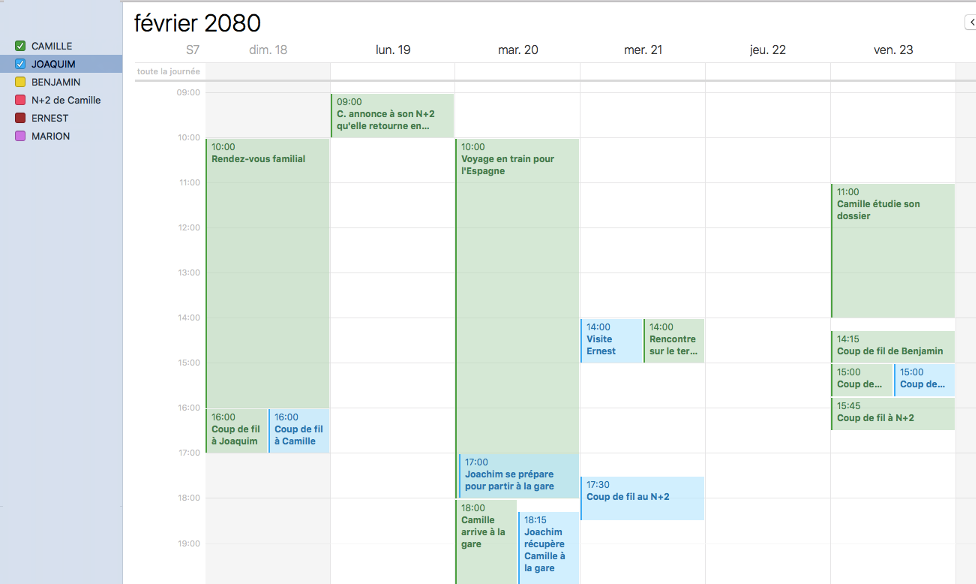 février 2080
CAMILLE
JOAQUIM
BENJAMIN
N+2 de Camille
ERNEST
MARION
S7
dim. 18
lun. 19
mar. 20
mer. 21
jeu. 22
ven. 23
toute la journée
09:00
10:00
11:00
12:00
13:00
14:00
15:00
16:00
17:00
18:00
19:00
10:00
Rendez-vous familial
16:00
Coup de fil
à Joaquim
16:00
Coup de fil
à Camille
09:00
C. annonce à son N+2
qu'elle retourne en...
10:00
Voyage en train pour
l'Espagne
17:00
Joachim se prépare
pour partir à la gare
18:00
Camille
arrive à la
gare
18:15
Joachim
récupère
Camille à
la gare
14:00
Visite
Ernest
14:00
Rencontre
sur le ter...
17:30
Coup de fil au N+2
11:00
Camille étudie son
dossier
14:15
Coup de fil de Benjamin
15:00
Coup de...
15:00
Coup de...
15:45
Coup de fil à N+2